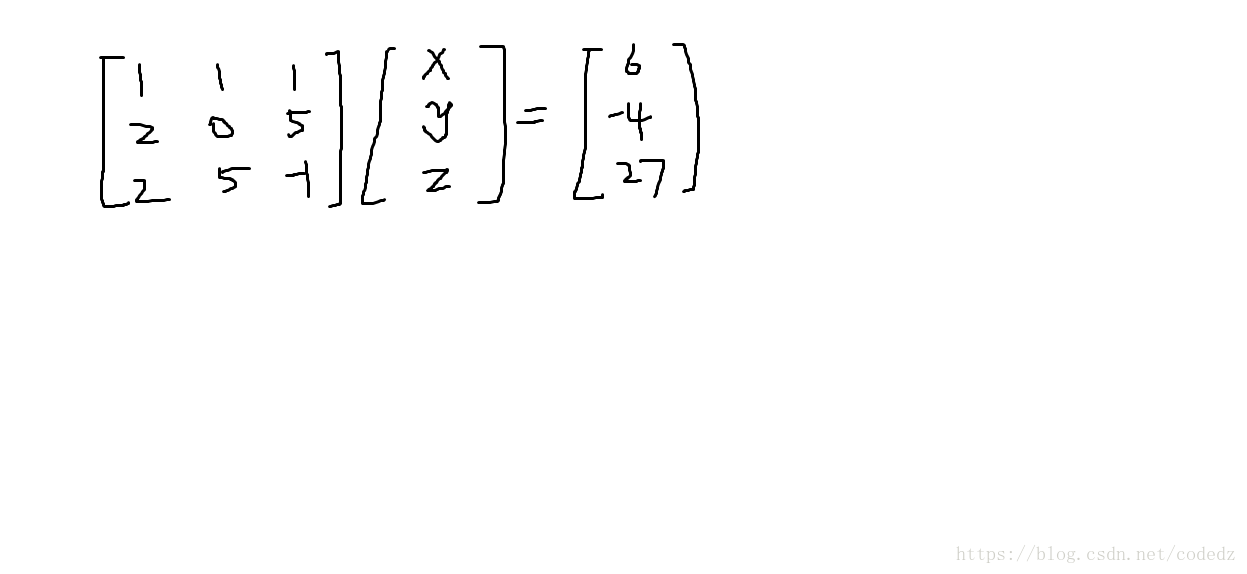 [1 1 1] [x] = [6]
[2 0 5] [y] [-4]
[2 5 -1] [z] [27]
https://blog.csdn.net/codedz